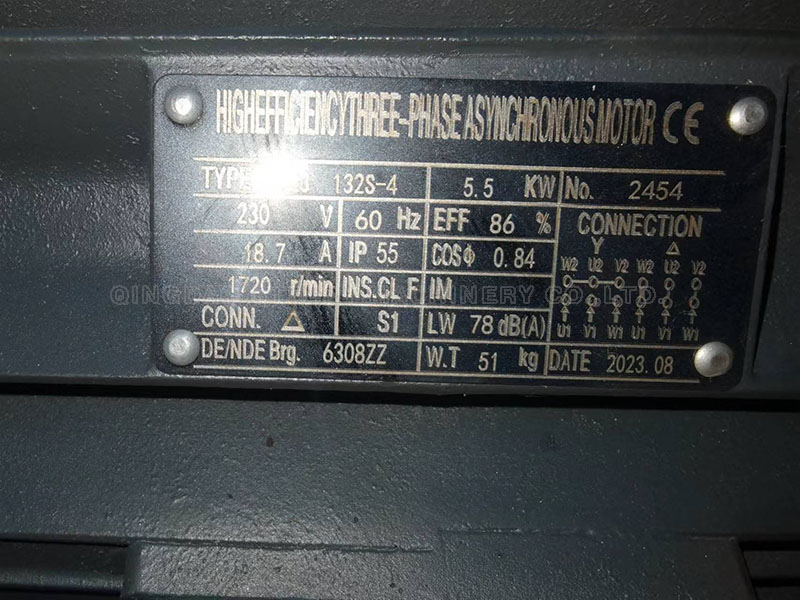 HIGHEFFICIENCYTHREE-PHASE ASYNCHRONOUS MOTOR CE
TYPE 132S-4 5.5 KW No. 2454
230 V 60 Hz EFF 86 % CONNECTION
18.7 A IP 55 COSΦ 0.84 Y △
W2 U2 V2 W2 U2 V2
1720 r/min INS.CL F IM
U1 V1 W1 U1 V1 W1
CONN. △ S1 LW 78 dB(A)
DE/NDE Brg. 6308ZZ W.T 51 kg DATE 2023.08
CO., LTD.